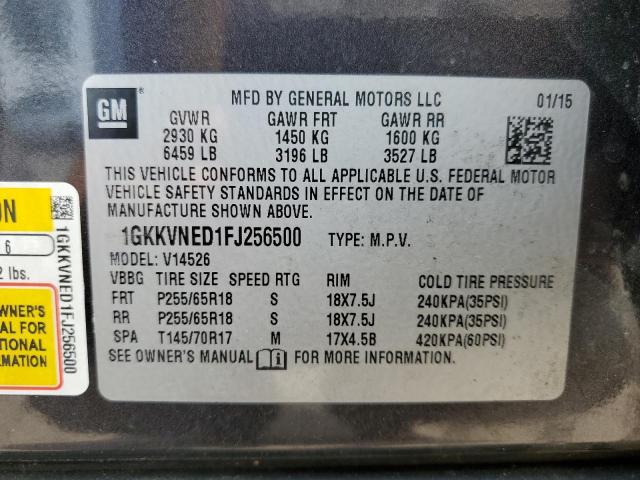 GM
MFD BY GENERAL MOTORS LLC 01/15
GVWR GAWR FRT GAWR RR
2930 KG 1450 KG 1600 KG
6459 LB 3196 LB 3527 LB
THIS VEHICLE CONFORMS TO ALL APPLICABLE U.S. FEDERAL MOTOR
VEHICLE SAFETY STANDARDS IN EFFECT ON THE DATE OF
MANUFACTURE SHOWN ABOVE.
1GKKVNED1FJ256500 TYPE: M.P.V.
MODEL: V14526
VBBG TIRE SIZE SPEED RTG RIM COLD TIRE PRESSURE
FRT P255/65R18 S 18X7.5J 240KPA(35PSI)
RR P255/65R18 S 18X7.5J 240KPA(35PSI)
SPA T145/70R17 M 17X4.5B 420KPA(60PSI)
SEE OWNER'S MANUAL FOR MORE INFORMATION.
ON
6
lbs.
OWNER'S
FOR
1GKKVNED1FJ256500